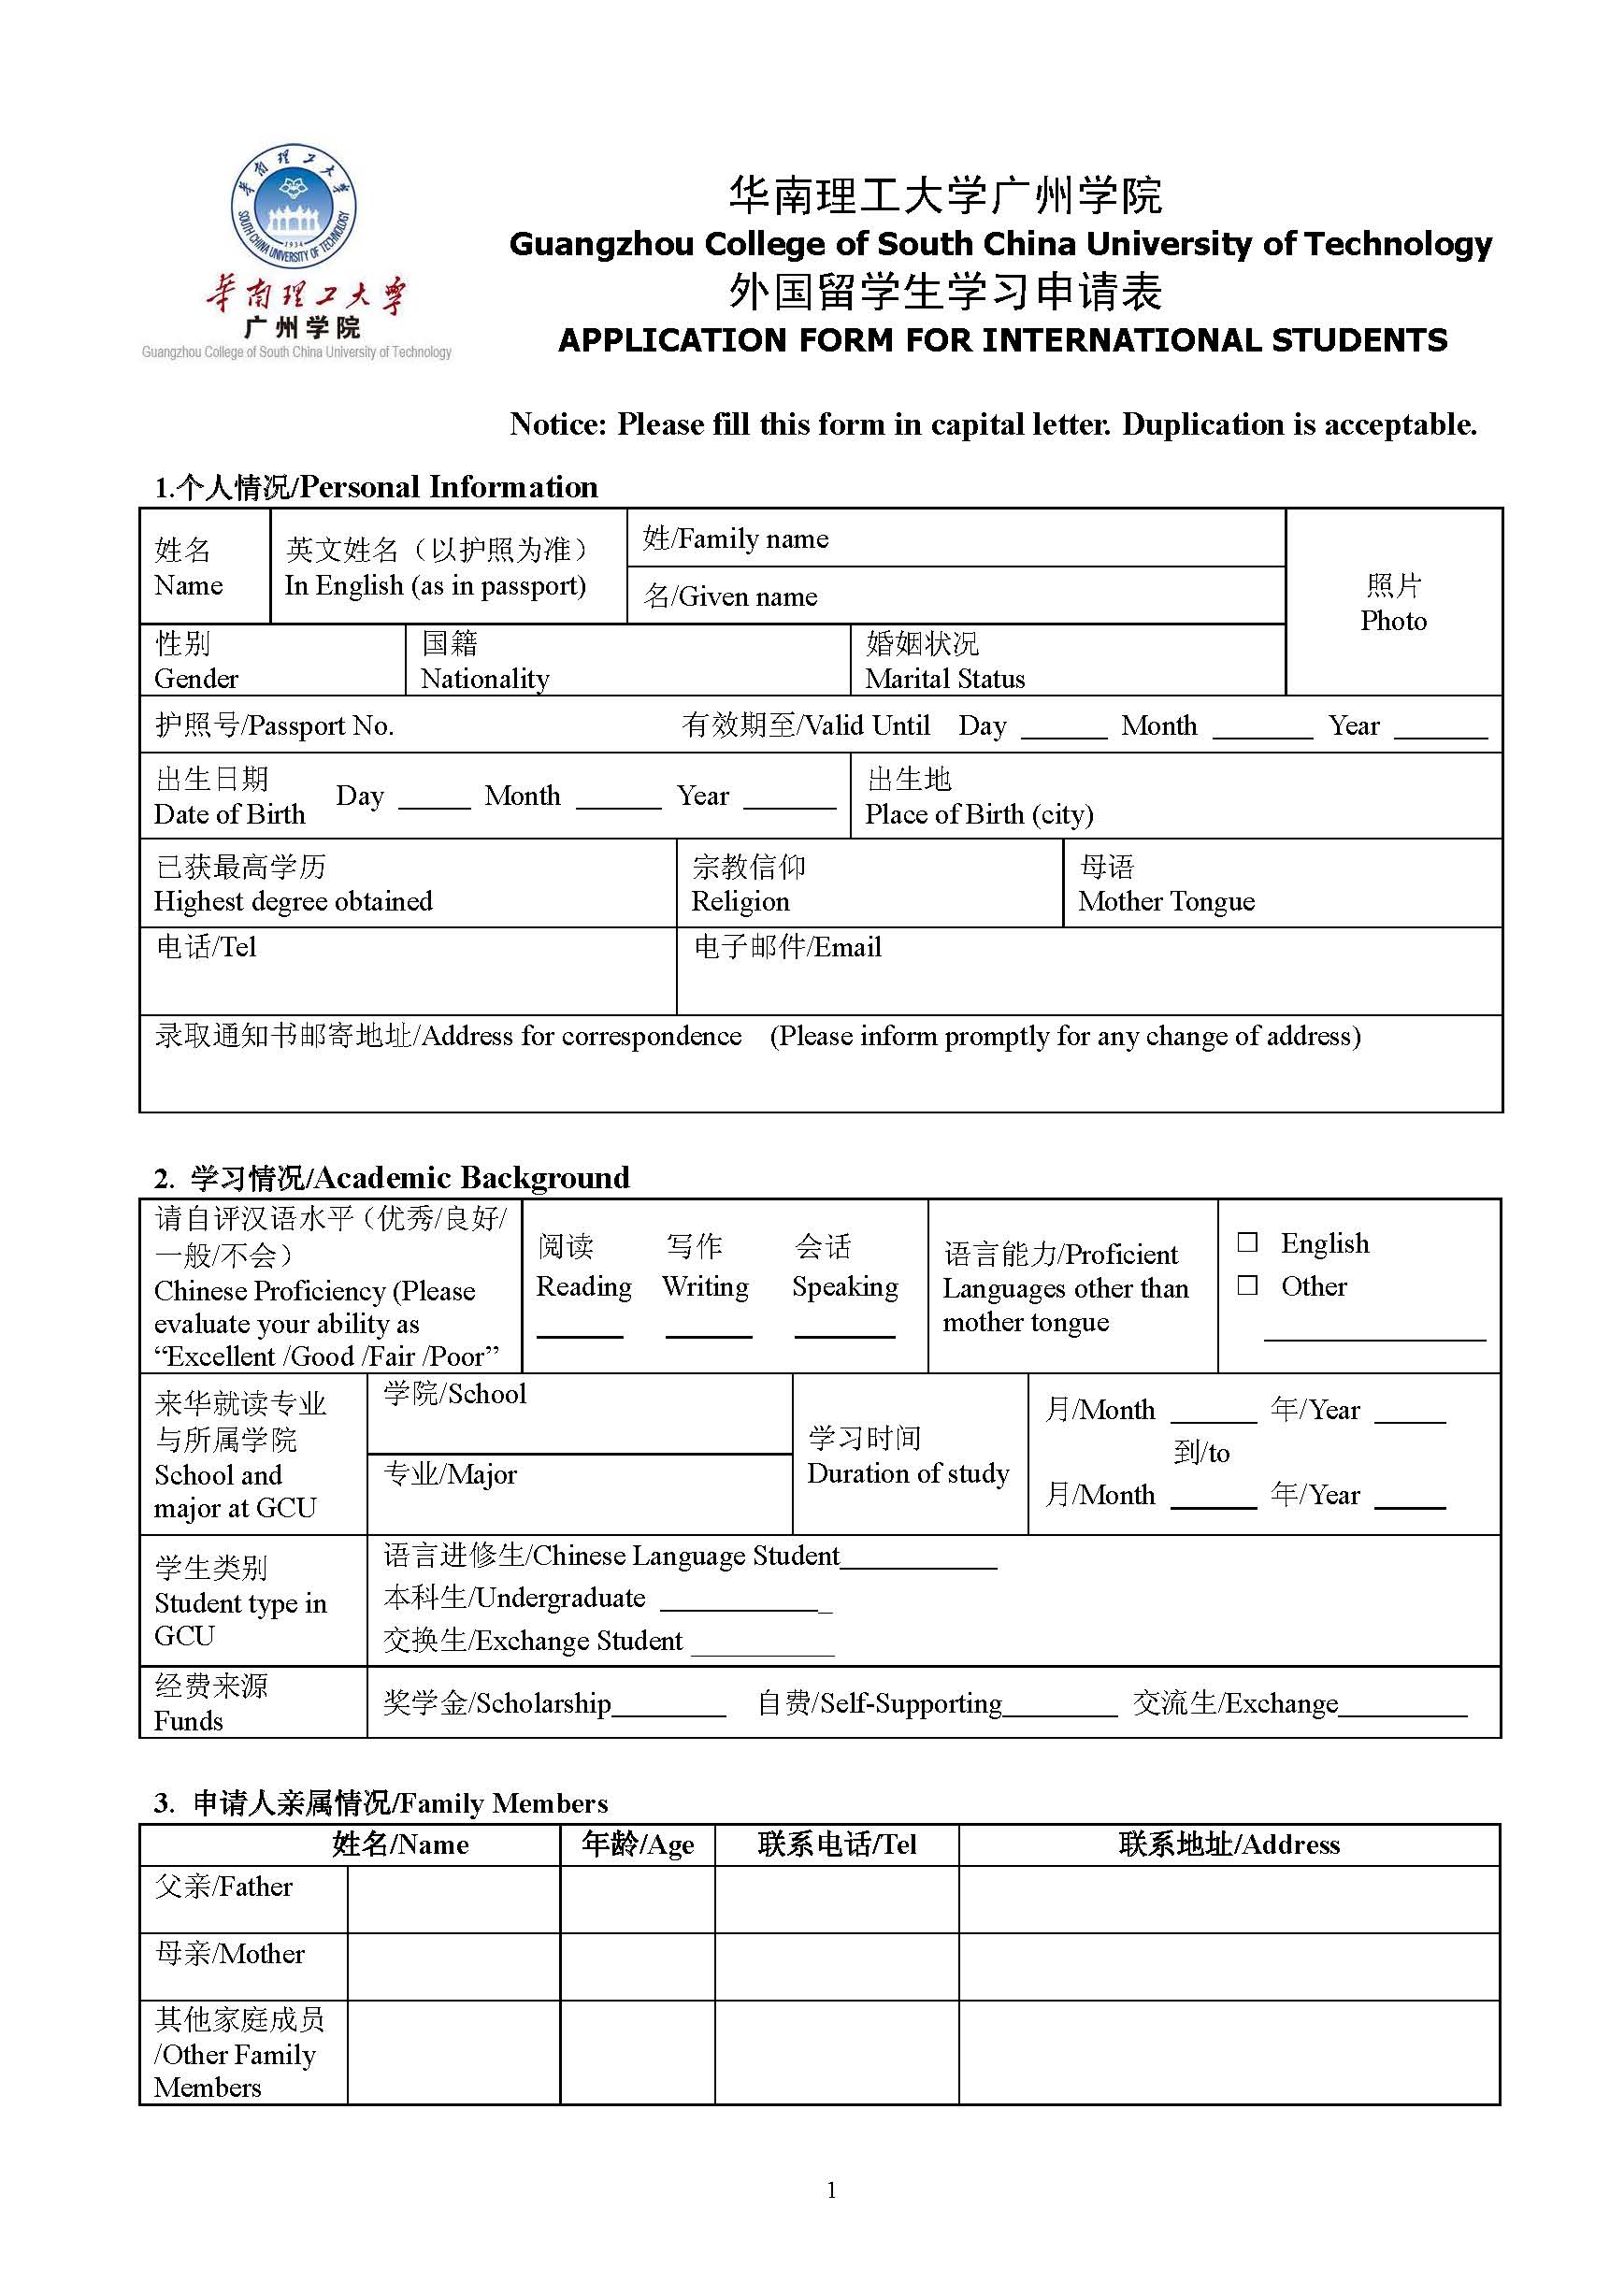 华南理工大学
SOUTH CHINA UNIVERSITY OF TECHNOLOGY
1934
華南理工大學
广州学院
Guangzhou College of South China University of Technology
华南理工大学广州学院
Guangzhou College of South China University of Technology
外国留学生学习申请表
APPLICATION FORM FOR INTERNATIONAL STUDENTS
Notice: Please fill this form in capital letter. Duplication is acceptable.
1.个人情况/Personal Information
姓名
Name
英文姓名（以护照为准）
In English (as in passport)
姓/Family name
名/Given name
照片
Photo
性别
Gender
国籍
Nationality
婚姻状况
Marital Status
护照号/Passport No. 有效期至/Valid Until Day ______ Month _______ Year _______
出生日期
Date of Birth
Day _____ Month ______ Year _______
出生地
Place of Birth (city)
已获最高学历
Highest degree obtained
宗教信仰
Religion
母语
Mother Tongue
电话/Tel
电子邮件/Email
录取通知书邮寄地址/Address for correspondence (Please inform promptly for any change of address)
2. 学习情况/Academic Background
请自评汉语水平（优秀/良好/
一般/不会）
Chinese Proficiency (Please
evaluate your ability as
“Excellent /Good /Fair /Poor”
阅读 写作 会话
Reading Writing Speaking
______ ______ _______
语言能力/Proficient
Languages other than
mother tongue
□ English
□ Other
_______________
来华就读专业
与所属学院
School and
major at GCU
学院/School
专业/Major
学习时间
Duration of study
月/Month ______ 年/Year _____
到/to
月/Month ______ 年/Year _____
学生类别
Student type in
GCU
语言进修生/Chinese Language Student___________
本科生/Undergraduate ____________
交换生/Exchange Student __________
经费来源
Funds
奖学金/Scholarship________ 自费/Self-Supporting________ 交流生/Exchange_________
3. 申请人亲属情况/Family Members
姓名/Name 年龄/Age 联系电话/Tel 联系地址/Address
父亲/Father
母亲/Mother
其他家庭成员
/Other Family
Members
1